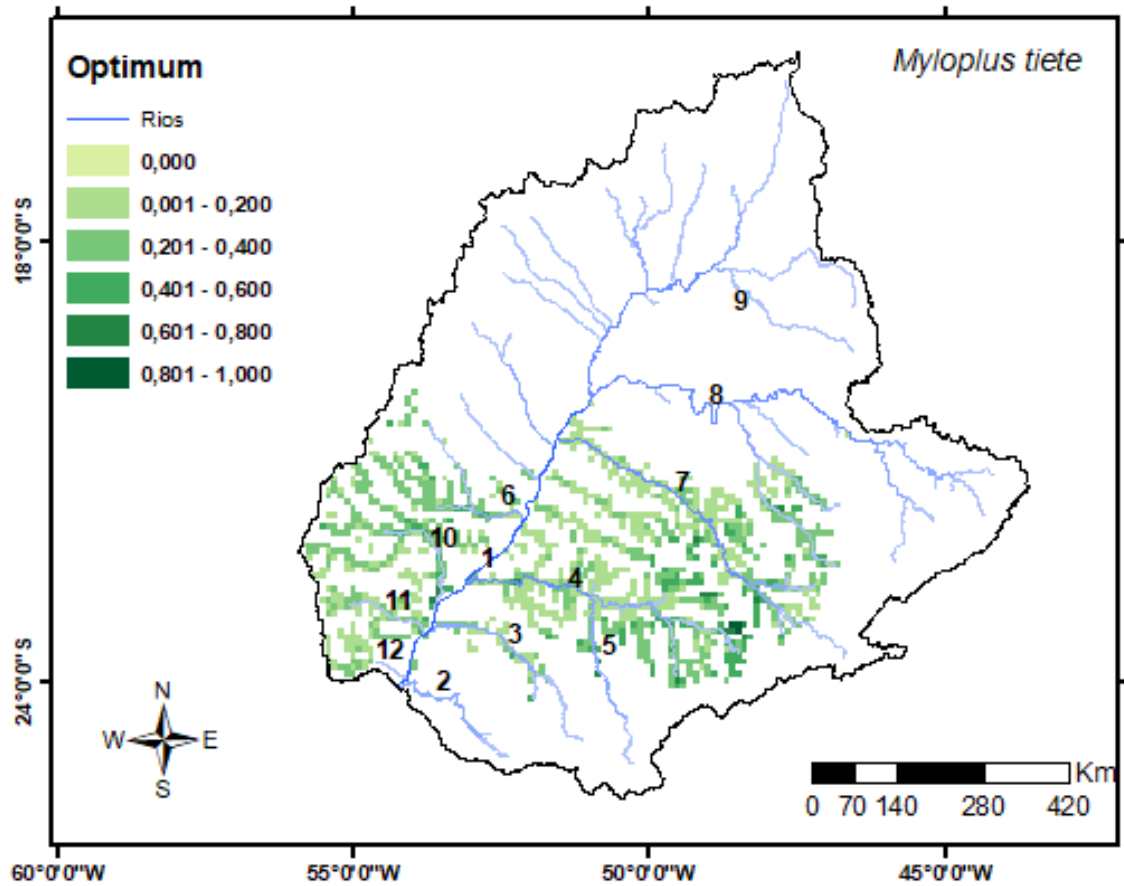 Optimum
Myloplus tiete
Rios
0,000
0,001 - 0,200
0,201 - 0,400
0,401 - 0,600
0,601 - 0,800
0,801 - 1,000
18°0'0"S
24°0'0"S
9
8
7
6
10
1
4
11
3
12
5
2
N
W E
S
Km
0 70 140 280 420
60°0'0"W 55°0'0"W 50°0'0"W 45°0'0"W